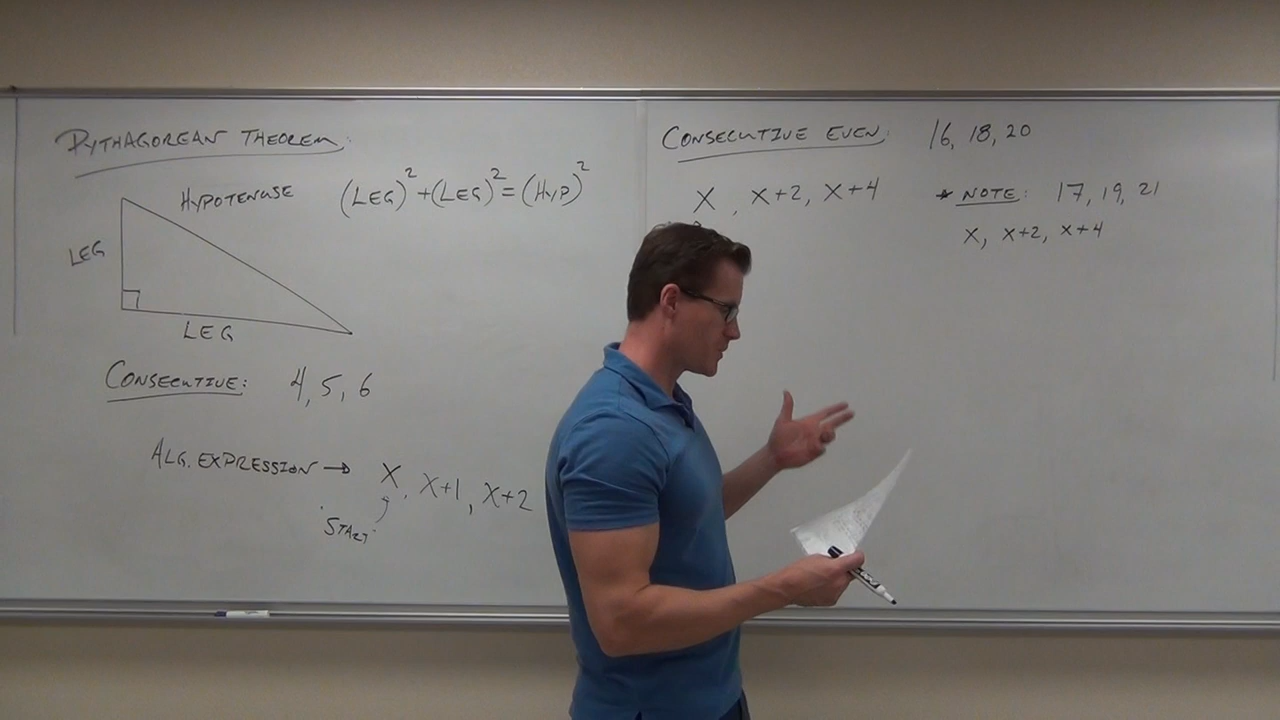 PYTHAGOREAN THEOREM:
HYPOTENUSE
(LEG)² + (LEG)² = (HYP)²
LEG
LEG
CONSECUTIVE: 4, 5, 6
ALG. EXPRESSION → X, X+1, X+2
"START"
CONSECUTIVE EVEN: 16, 18, 20
X, X+2, X+4
* NOTE: 17, 19, 21
X, X+2, X+4